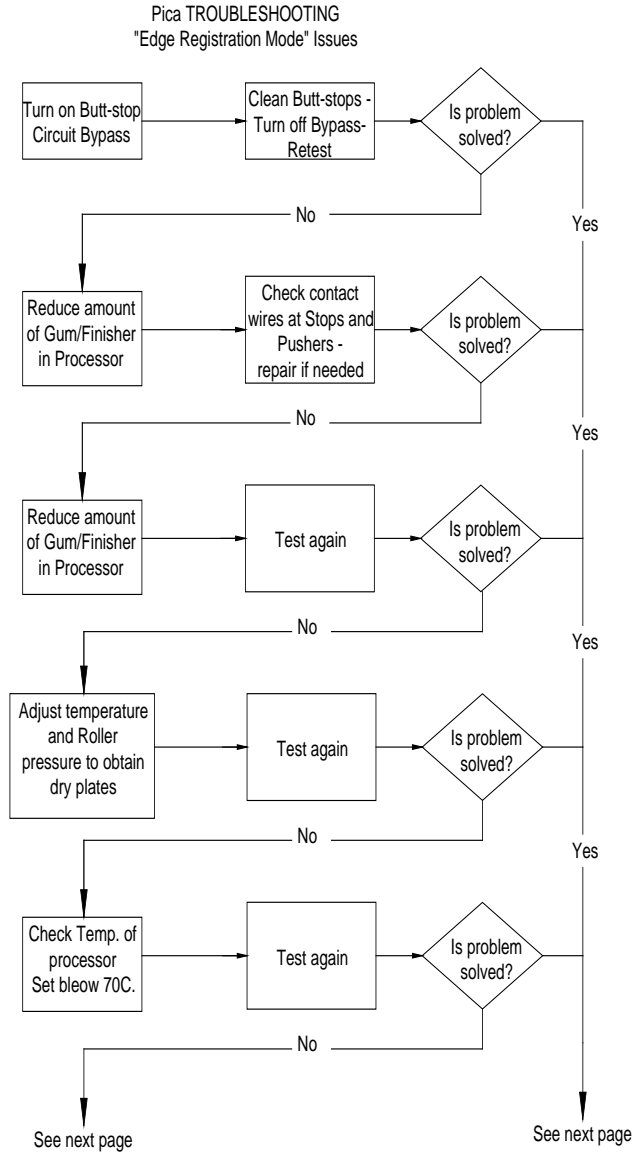 Pica TROUBLESHOOTING
"Edge Registration Mode" Issues
Turn on Butt-stop
Circuit Bypass
Clean Butt-stops -
Turn off Bypass-
Retest
Is problem
solved?
No
Yes
Reduce amount
of Gum/Finisher
in Processor
Check contact
wires at Stops and
Pushers -
repair if needed
Is problem
solved?
No
Yes
Reduce amount
of Gum/Finisher
in Processor
Test again
Is problem
solved?
No
Yes
Adjust temperature
and Roller
pressure to obtain
dry plates
Test again
Is problem
solved?
No
Yes
Check Temp. of
processor
Set bleow 70C.
Test again
Is problem
solved?
No
See next page
See next page